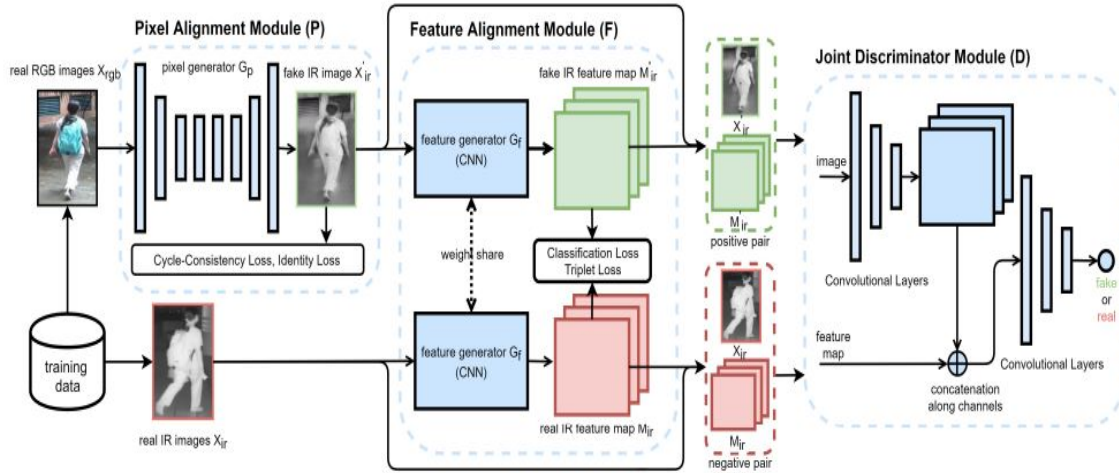 Pixel Alignment Module (P)
Feature Alignment Module (F)
Joint Discriminator Module (D)
real RGB images Xrgb
pixel generator Gp
fake IR image X'ir
fake IR feature map M'ir
feature generator Gf
(CNN)
X'ir
M'ir
positive pair
image
Convolutional Layers
Cycle-Consistency Loss, Identity Loss
weight share
Classification Loss
Triplet Loss
fake
or
real
training
data
feature generator Gf
(CNN)
Xir
feature
map
Convolutional Layers
concatenation
along channels
real IR images Xir
real IR feature map Mir
Mir
negative pair